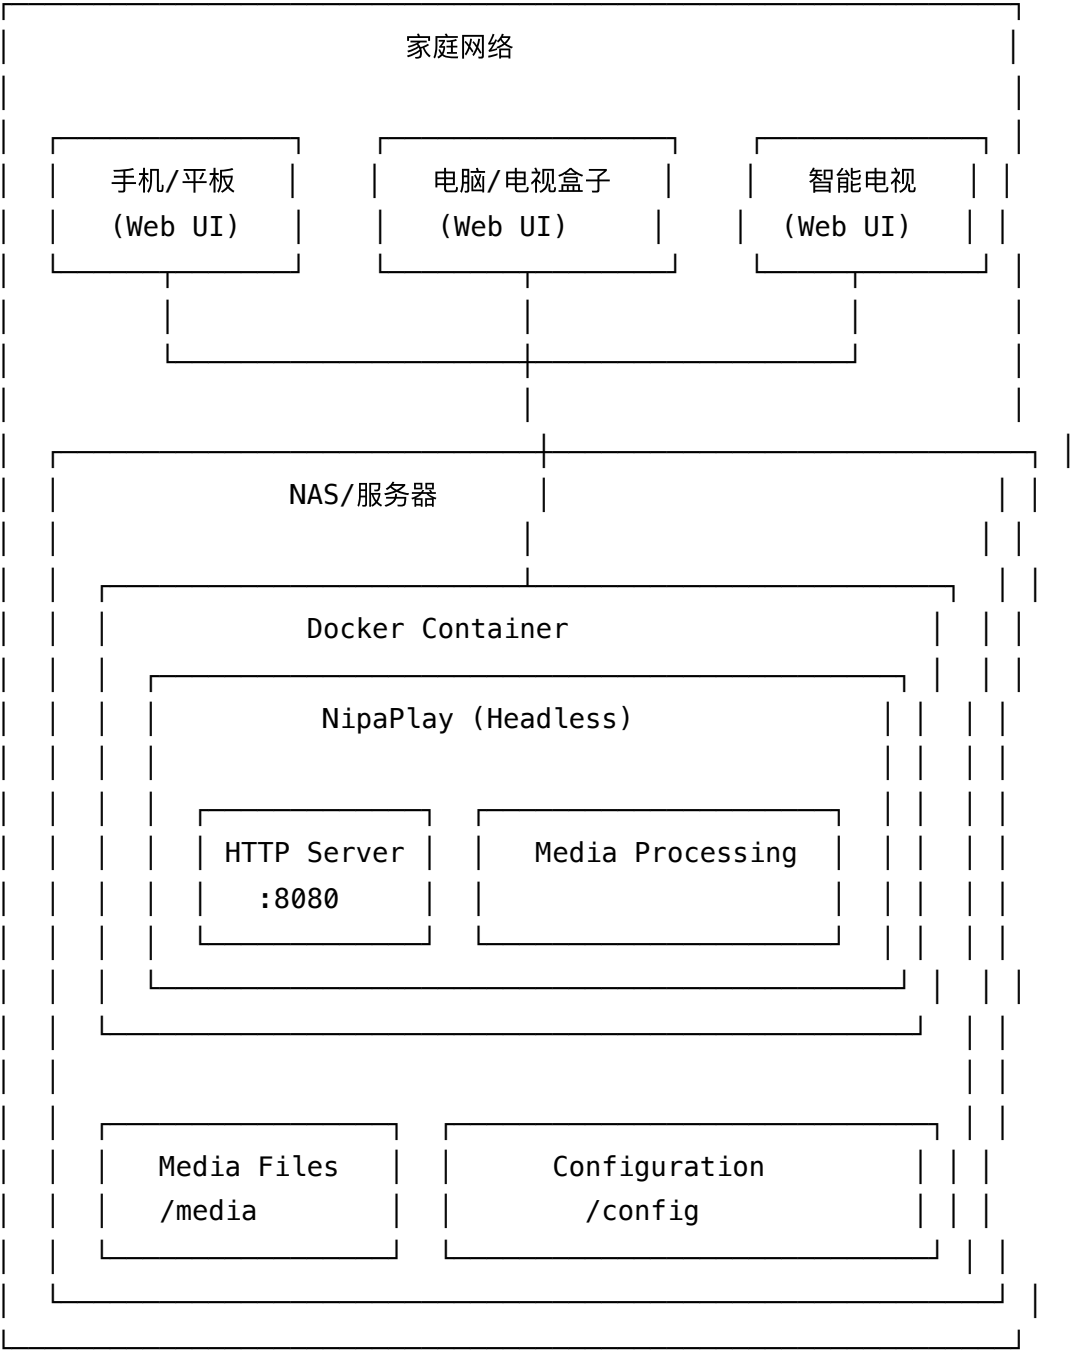 家庭网络
手机/平板 电脑/电视盒子 智能电视
(Web UI) (Web UI) (Web UI)
NAS/服务器
Docker Container
NipaPlay (Headless)
HTTP Server Media Processing
:8080
Media Files Configuration
/media /config